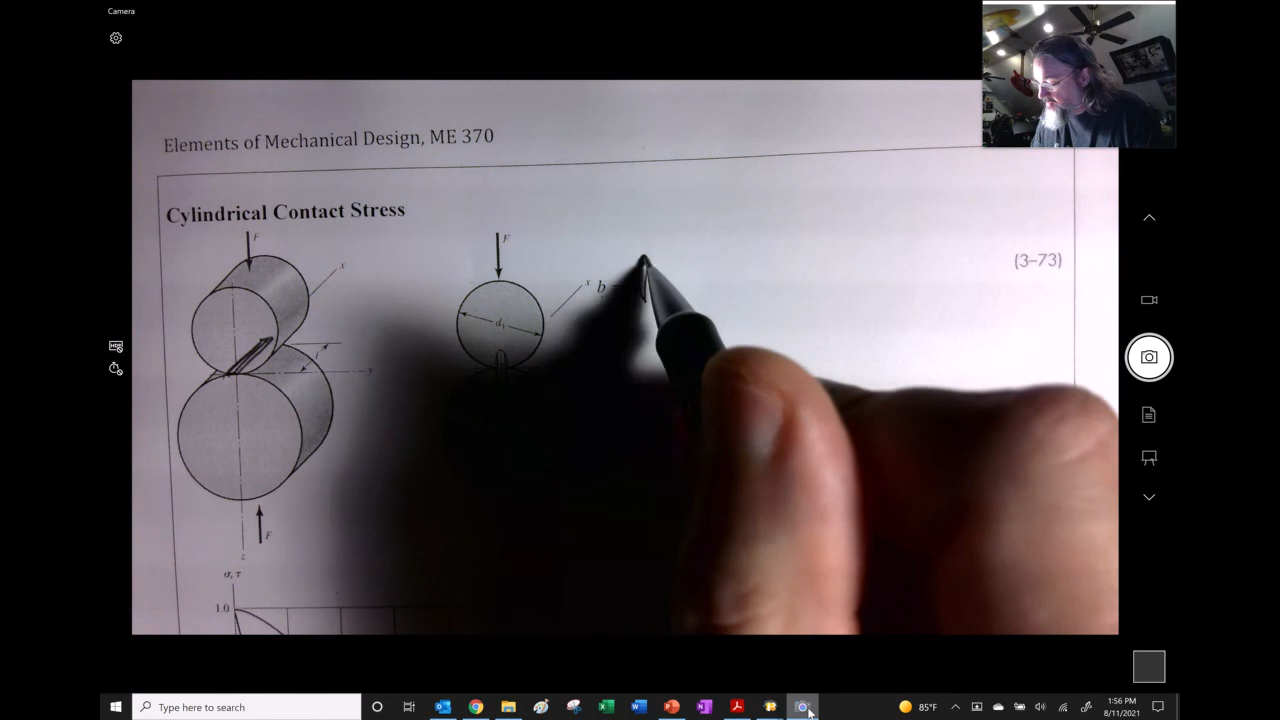 Camera
Elements of Mechanical Design, ME 370
Cylindrical Contact Stress
F
x
F
x
b
(3–73)
d₁
l
y
F
z
σ, τ
1.0
Type here to search
85°F
1:56 PM
8/11/2021